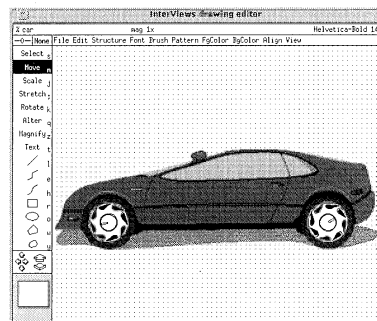 InterViews drawing editor
% car mag 1x Helvetica-Bold 14
None File Edit Structure Font Brush Pattern FgColor BgColor Align View
Select s
Move m
Scale j
Stretch ;
Rotate k
Alter q
Magnify z
Text t
l
e
h
r
o
w
u